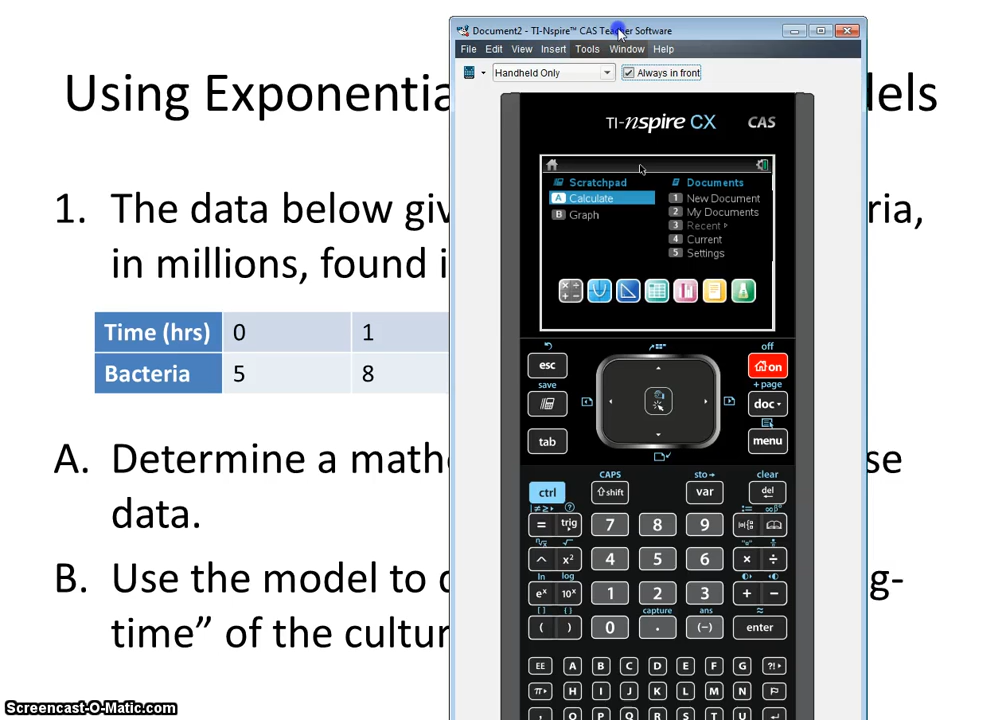 Document2 - TI-Nspire™ CAS Teacher Software
File Edit View Insert Tools Window Help
Handheld Only Always in front
Using Exponentia dels
TI-nspire CX CAS
Scratchpad Documents
A Calculate 1 New Document
B Graph 2 My Documents
3 Recent
4 Current
5 Settings
1. The data below giv ria,
in millions, found i
Time (hrs) 0 1
Bacteria 5 8
off
esc on
save + page
doc
tab menu
A. Determine a mathe se
data.
CAPS sto→ clear
ctrl ⇧shift var del
= trig 7 8 9
^ x² 4 5 6 × ÷
ln log
eˣ 10ˣ 1 2 3 + −
[ ] { } capture ans ≈
( ) 0 . (−) enter
B. Use the model to d g-
time” of the cultur
EE A B C D E F G ?!▸
π▸ H I J K L M N
, O P Q R S T U
Screencast-O-Matic.com